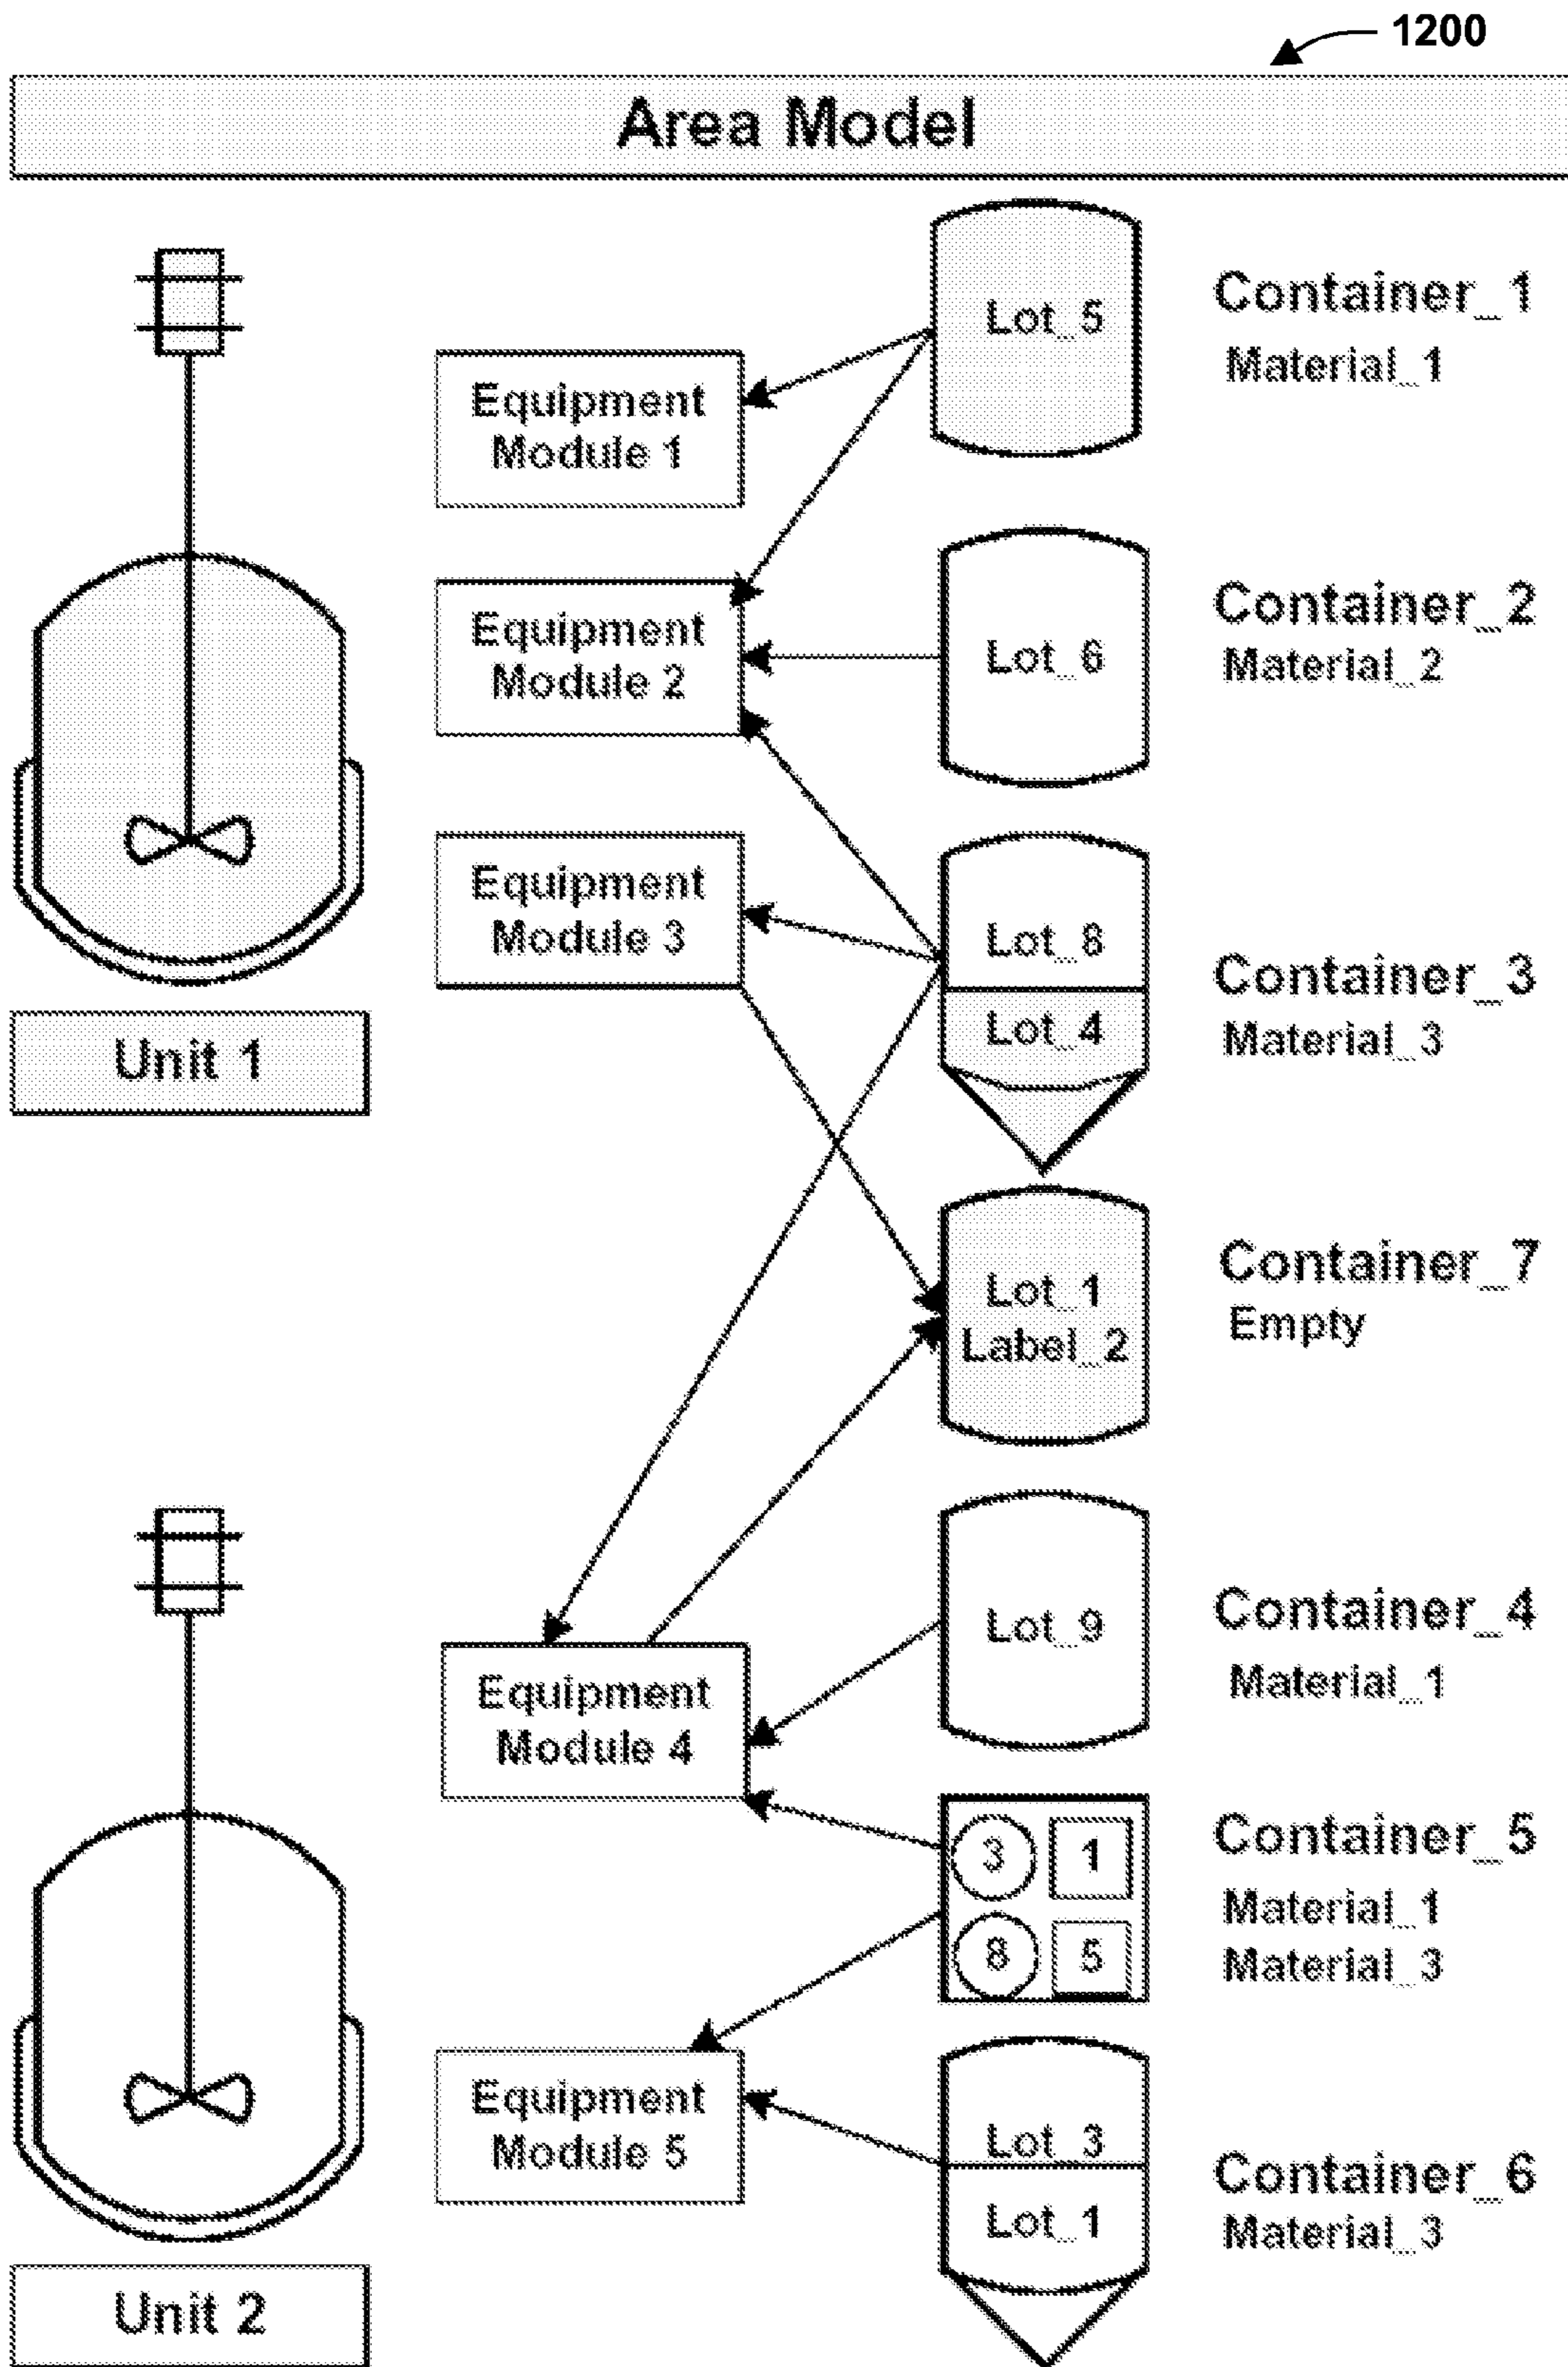 1200
Area Model
Lot_5
Container_1
Material_1
Equipment
Module 1
Equipment
Module 2
Lot_6
Container_2
Material_2
Equipment
Module 3
Lot_8
Lot_4
Container_3
Material_3
Unit 1
Lot_1
Label_2
Container_7
Empty
Lot_9
Container_4
Material_1
Equipment
Module 4
3 1
8 5
Container_5
Material_1
Material_3
Equipment
Module 5
Lot_3
Lot_1
Container_6
Material_3
Unit 2